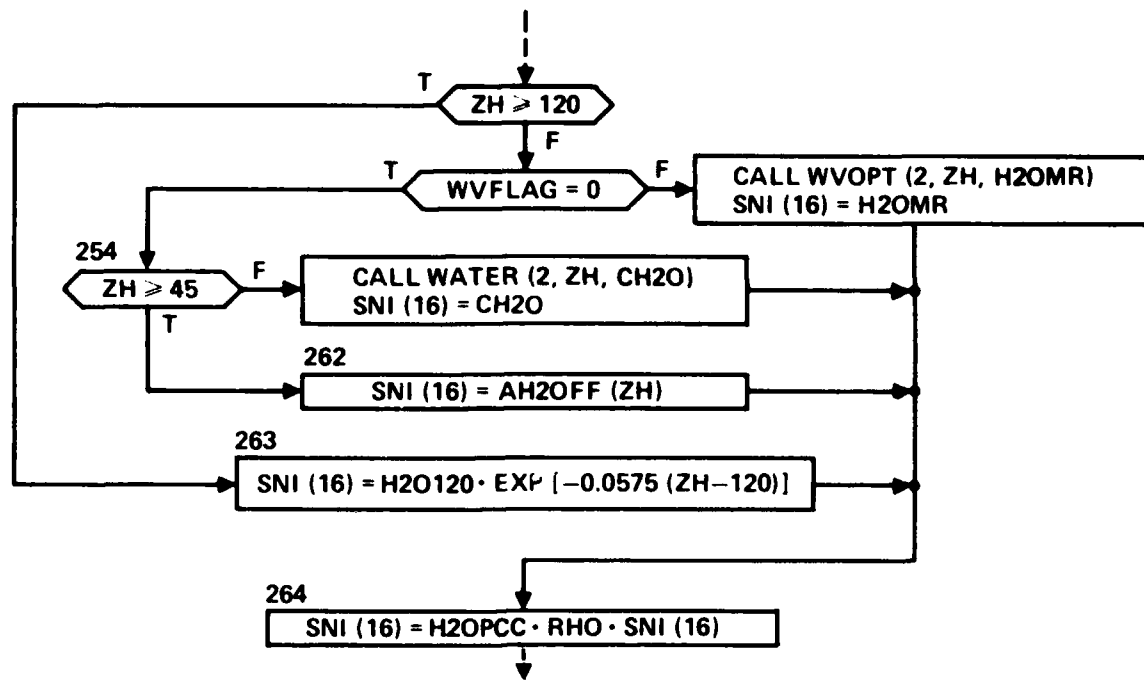 T
ZH ⩾ 120
F
T
WVFLAG = 0
F
CALL WVOPT (2, ZH, H2OMR)
SNI (16) = H2OMR
254
ZH ⩾ 45
F
T
CALL WATER (2, ZH, CH2O)
SNI (16) = CH2O
262
SNI (16) = AH2OFF (ZH)
263
SNI (16) = H2O120 · EXP [−0.0575 (ZH−120)]
264
SNI (16) = H2OPCC · RHO · SNI (16)